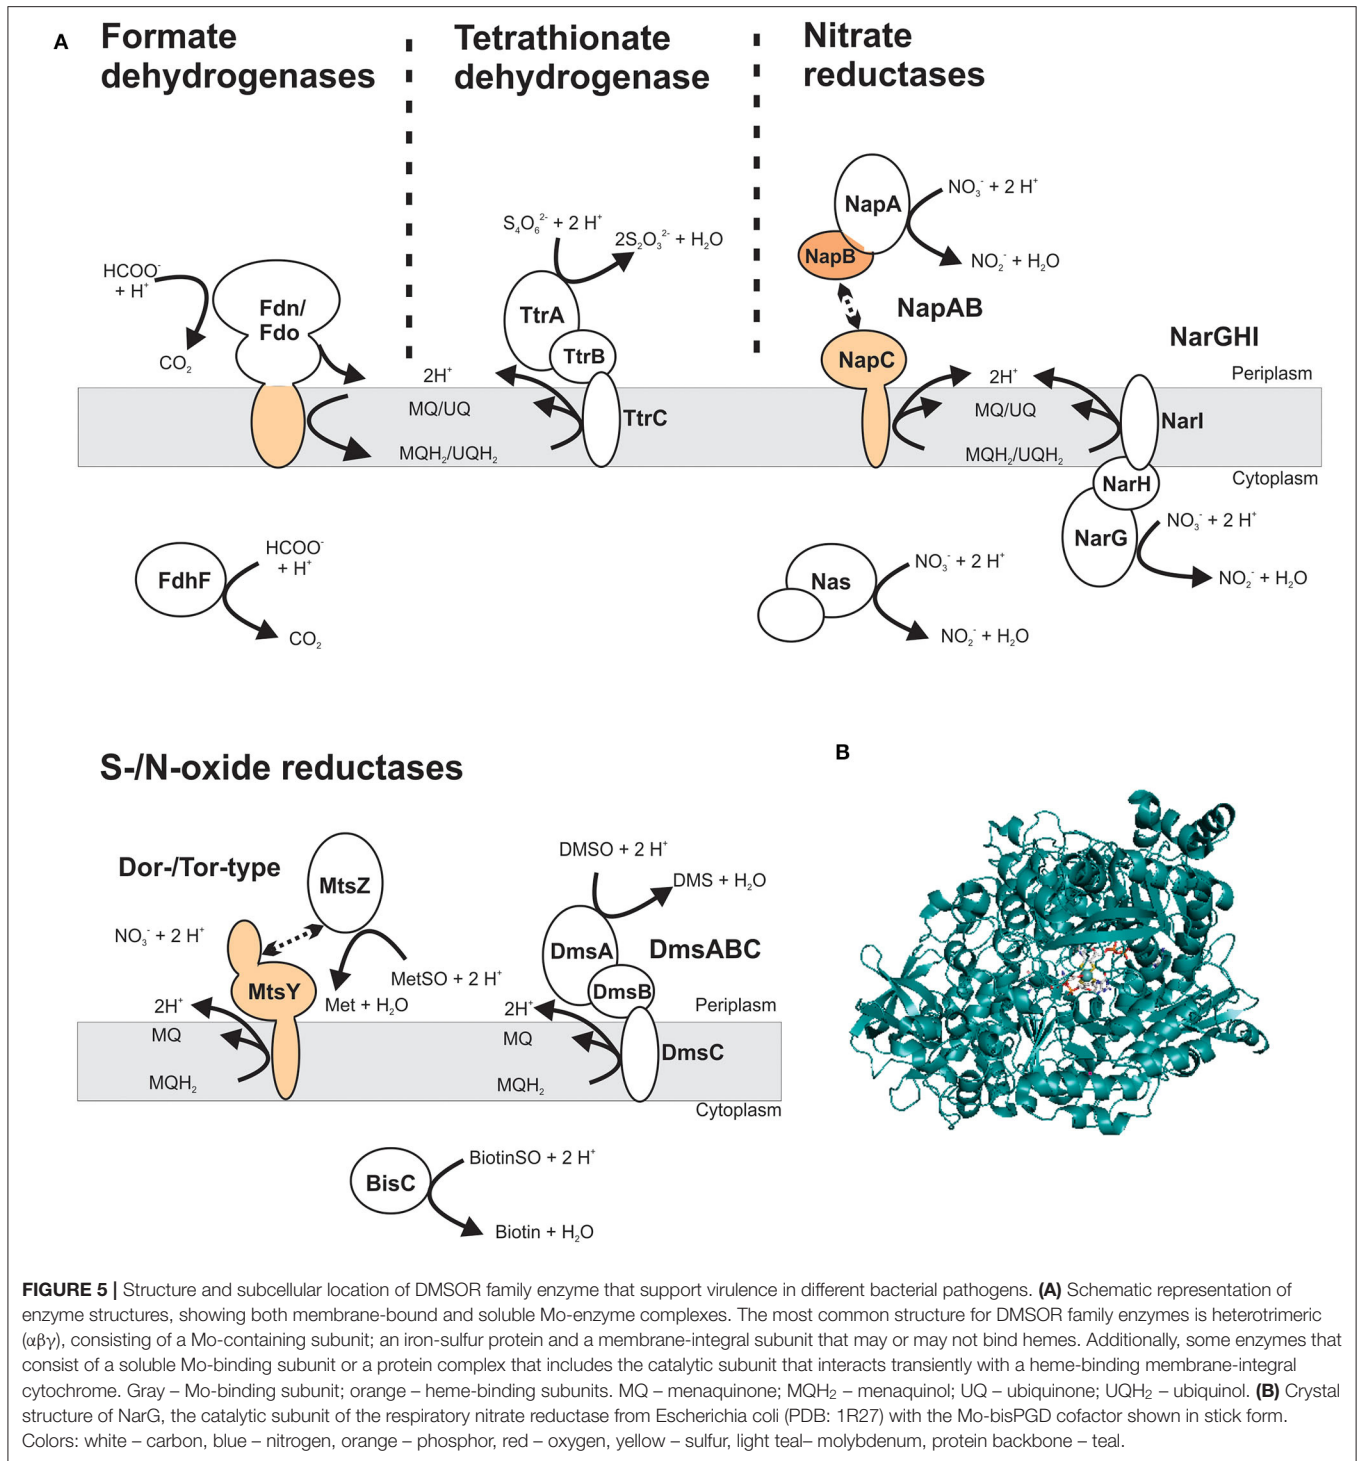 A
Formate
dehydrogenases
Tetrathionate
dehydrogenase
Nitrate
reductases
HCOO⁻
+ H⁺
CO₂
Fdn/
Fdo
S₄O₆²⁻ + 2 H⁺
2S₂O₃²⁻ + H₂O
TtrA
TtrB
TtrC
2H⁺
MQ/UQ
MQH₂/UQH₂
NapA
NO₃⁻ + 2 H⁺
NapB
NO₂⁻ + H₂O
NapAB
NapC
NarGHI
2H⁺
MQ/UQ
MQH₂/UQH₂
Periplasm
NarI
Cytoplasm
NarH
NarG
NO₃⁻ + 2 H⁺
NO₂⁻ + H₂O
FdhF
HCOO⁻
+ H⁺
CO₂
Nas
NO₃⁻ + 2 H⁺
NO₂⁻ + H₂O
S-/N-oxide reductases
Dor-/Tor-type
MtsZ
NO₃⁻ + 2 H⁺
MtsY
MetSO + 2 H⁺
Met + H₂O
2H⁺
MQ
MQH₂
DMSO + 2 H⁺
DMS + H₂O
DmsA
DmsABC
DmsB
2H⁺
MQ
MQH₂
DmsC
Periplasm
Cytoplasm
BisC
BiotinSO + 2 H⁺
Biotin + H₂O
B
FIGURE 5 | Structure and subcellular location of DMSOR family enzyme that support virulence in different bacterial pathogens. (A) Schematic representation of
enzyme structures, showing both membrane-bound and soluble Mo-enzyme complexes. The most common structure for DMSOR family enzymes is heterotrimeric
(αβγ), consisting of a Mo-containing subunit; an iron-sulfur protein and a membrane-integral subunit that may or may not bind hemes. Additionally, some enzymes that
consist of a soluble Mo-binding subunit or a protein complex that includes the catalytic subunit that interacts transiently with a heme-binding membrane-integral
cytochrome. Gray – Mo-binding subunit; orange – heme-binding subunits. MQ – menaquinone; MQH₂ – menaquinol; UQ – ubiquinone; UQH₂ – ubiquinol. (B) Crystal
structure of NarG, the catalytic subunit of the respiratory nitrate reductase from Escherichia coli (PDB: 1R27) with the Mo-bisPGD cofactor shown in stick form.
Colors: white – carbon, blue – nitrogen, orange – phosphor, red – oxygen, yellow – sulfur, light teal– molybdenum, protein backbone – teal.